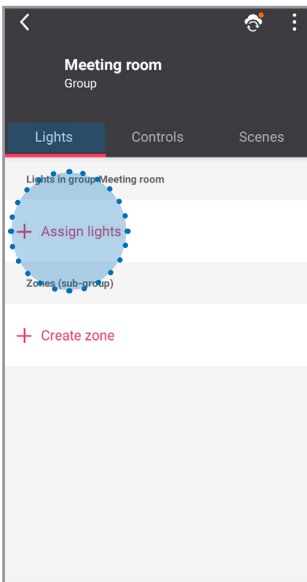 Meeting room
Group
Lights Controls Scenes
Lights in group Meeting room
+ Assign lights
Zones (sub-group)
+ Create zone